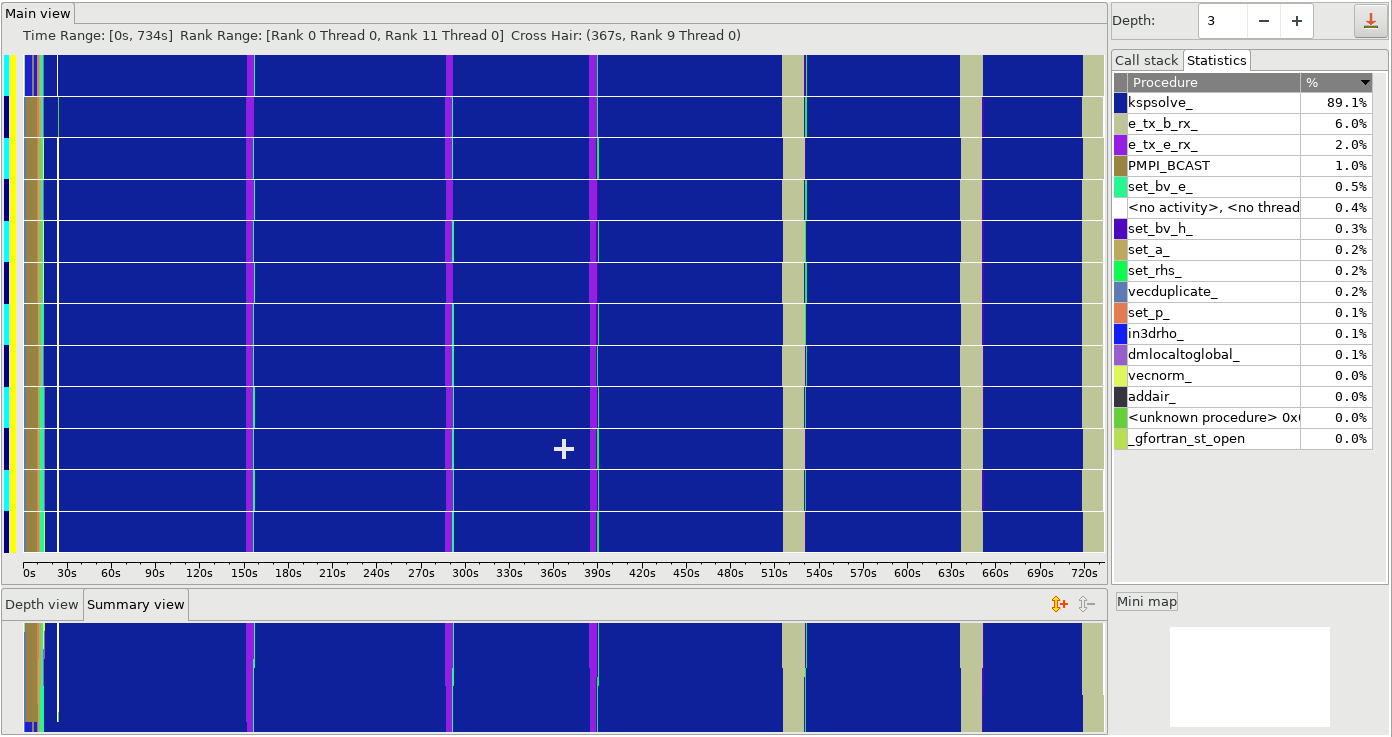 Main view
Time Range: [0s, 734s] Rank Range: [Rank 0 Thread 0, Rank 11 Thread 0] Cross Hair: (367s, Rank 9 Thread 0)
0s 30s 60s 90s 120s 150s 180s 210s 240s 270s 300s 330s 360s 390s 420s 450s 480s 510s 540s 570s 600s 630s 660s 690s 720s
Depth view Summary view
Depth: 3
Call stack Statistics
Procedure %
kspsolve_ 89.1%
e_tx_b_rx_ 6.0%
e_tx_e_rx_ 2.0%
PMPI_BCAST 1.0%
set_bv_e_ 0.5%
<no activity>, <no thread 0.4%
set_bv_h_ 0.3%
set_a_ 0.2%
set_rhs_ 0.2%
vecduplicate_ 0.2%
set_p_ 0.1%
in3drho_ 0.1%
dmlocaltoglobal_ 0.1%
vecnorm_ 0.0%
addair_ 0.0%
<unknown procedure> 0x 0.0%
_gfortran_st_open 0.0%
Mini map